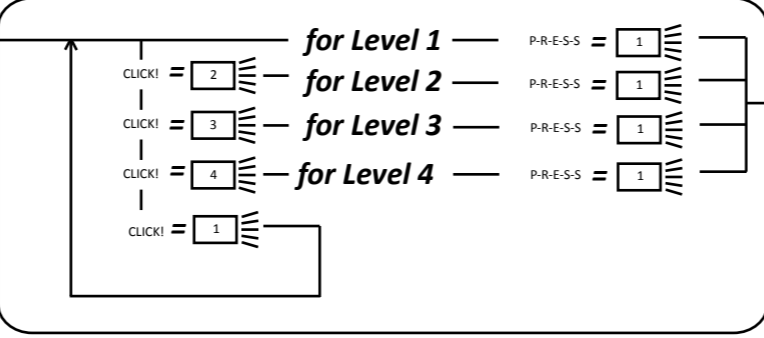 for Level 1 P-R-E-S-S = 1
CLICK! = 2 for Level 2 P-R-E-S-S = 1
CLICK! = 3 for Level 3 P-R-E-S-S = 1
CLICK! = 4 for Level 4 P-R-E-S-S = 1
CLICK! = 1